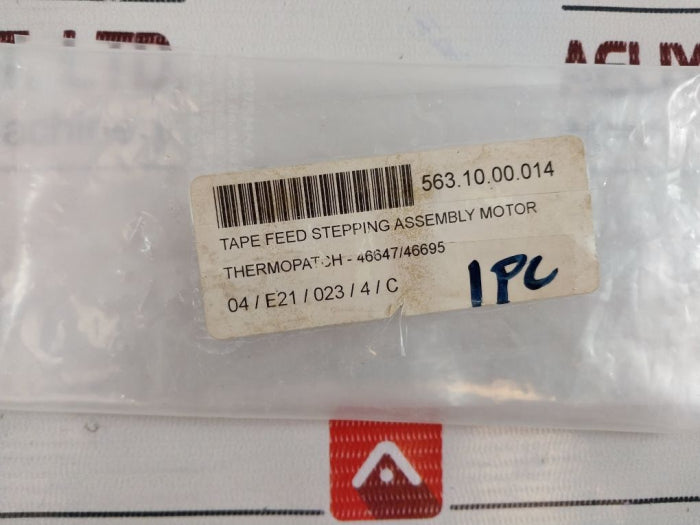 563.10.00.014
TAPE FEED STEPPING ASSEMBLY MOTOR
THERMOPATCH - 46647/46695
04 / E21 / 023 / 4 / C
1PC